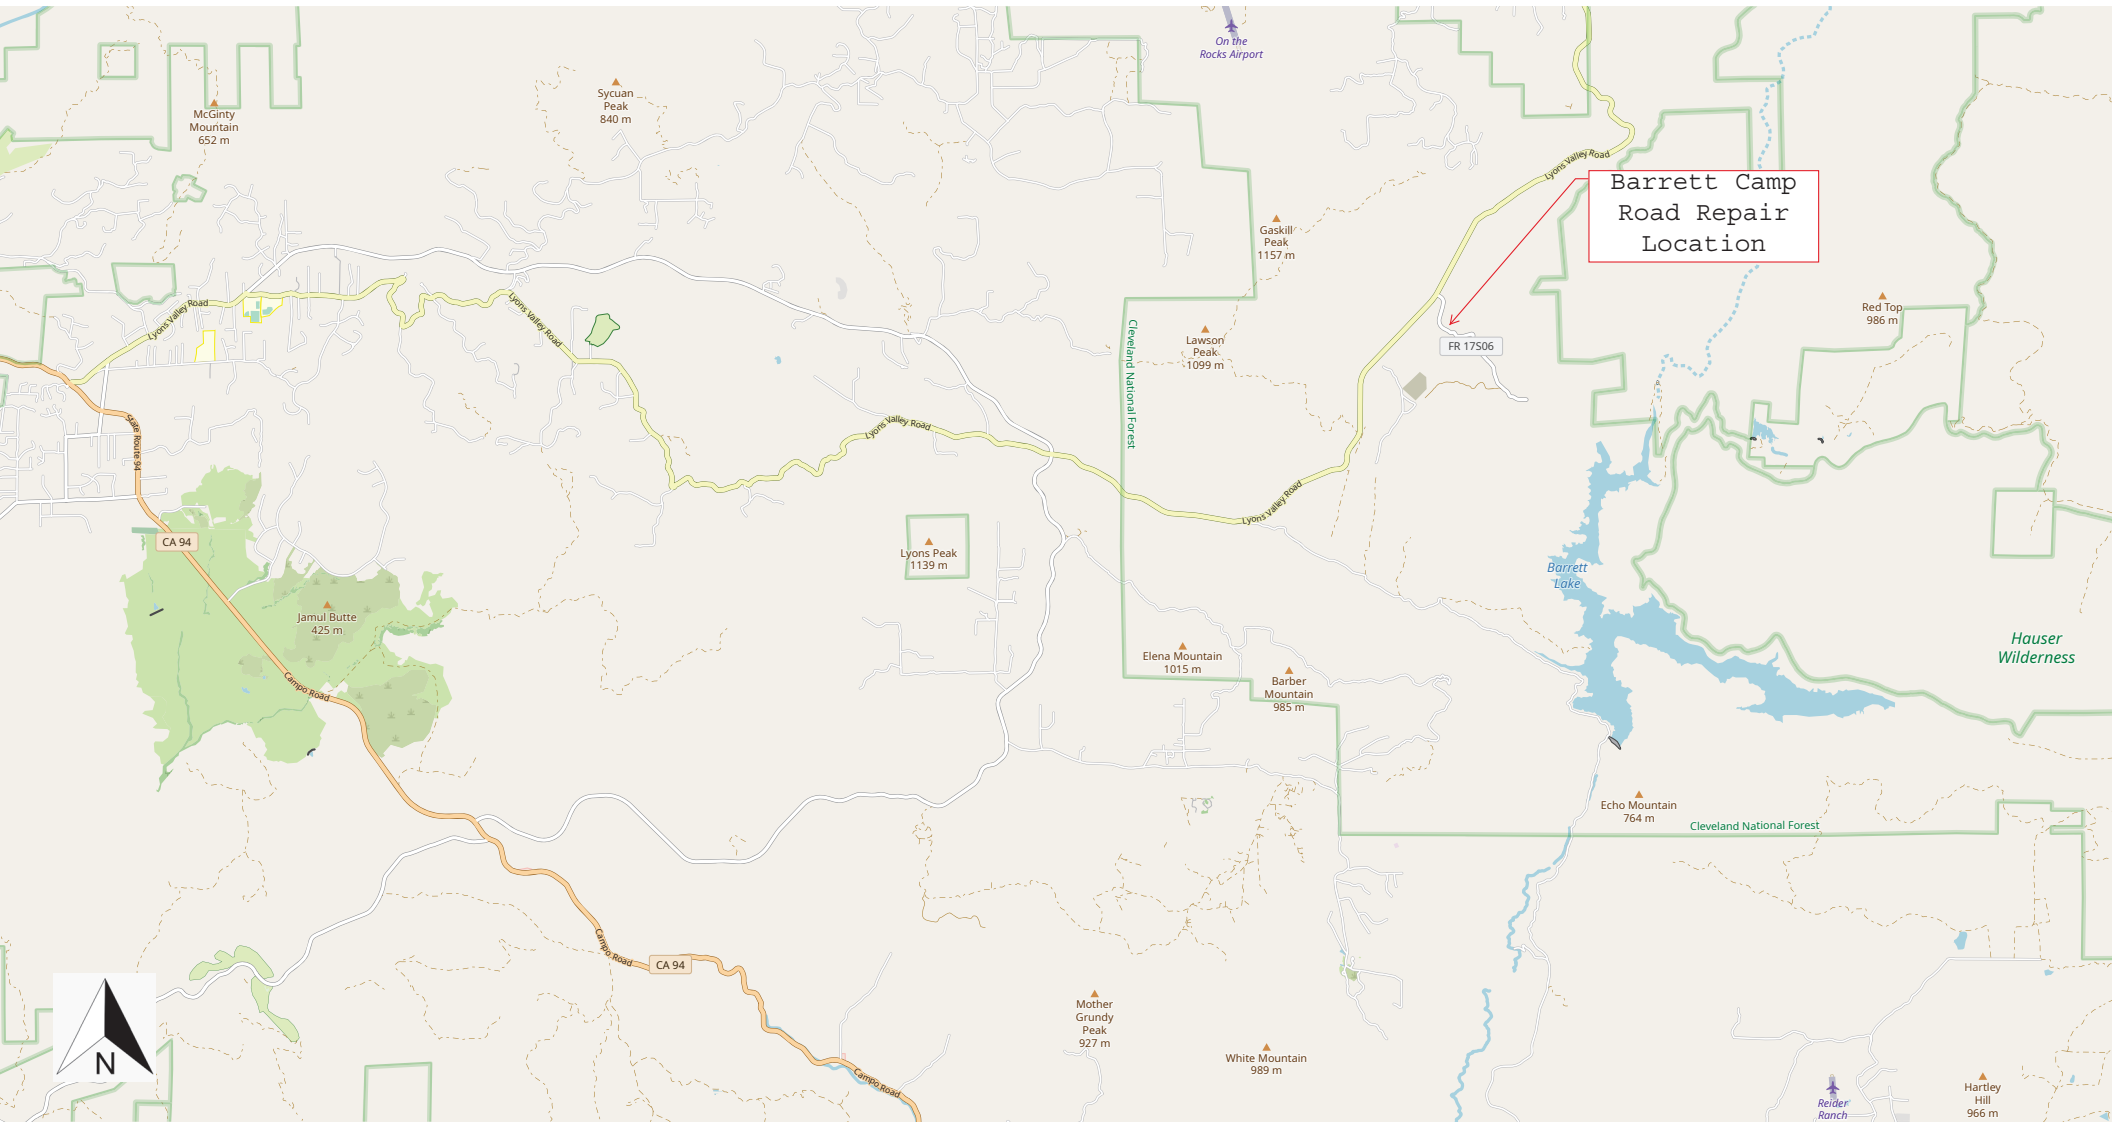 On the
Rocks Airport
Sycuan
Peak
840 m
McGinty
Mountain
652 m
Lyons Valley Road
Barrett Camp
Road Repair
Location
Gaskill
Peak
1157 m
Red Top
986 m
Lyons Valley Road
Lyons Valley Road
Lawson
Peak
1099 m
FR 17S06
Cleveland National Forest
Lyons Valley Road
State Route 94
Lyons Valley Road
CA 94
Lyons Peak
1139 m
Barrett
Lake
Jamul Butte
425 m
Hauser
Wilderness
Elena Mountain
1015 m
Barber
Mountain
985 m
Campo Road
Echo Mountain
764 m
Cleveland National Forest
Campo Road
CA 94
Mother
Grundy
Peak
927 m
White Mountain
989 m
N
Campo Road
Reider
Ranch
Hartley
Hill
966 m